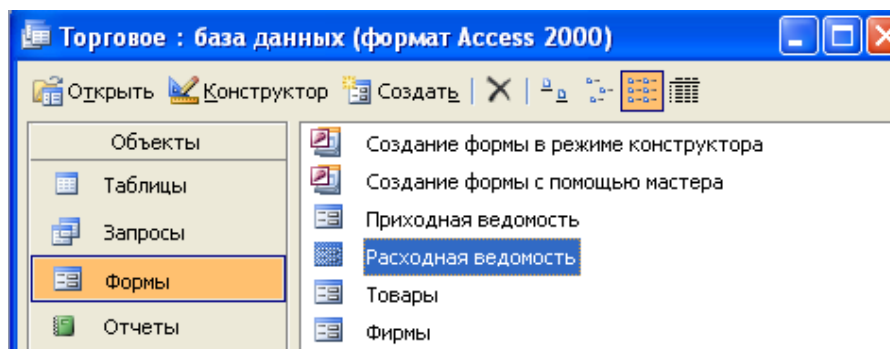 Торговое : база данных (формат Access 2000)
Открыть Конструктор Создать
Объекты
Таблицы
Запросы
Формы
Отчеты
Создание формы в режиме конструктора
Создание формы с помощью мастера
Приходная ведомость
Расходная ведомость
Товары
Фирмы